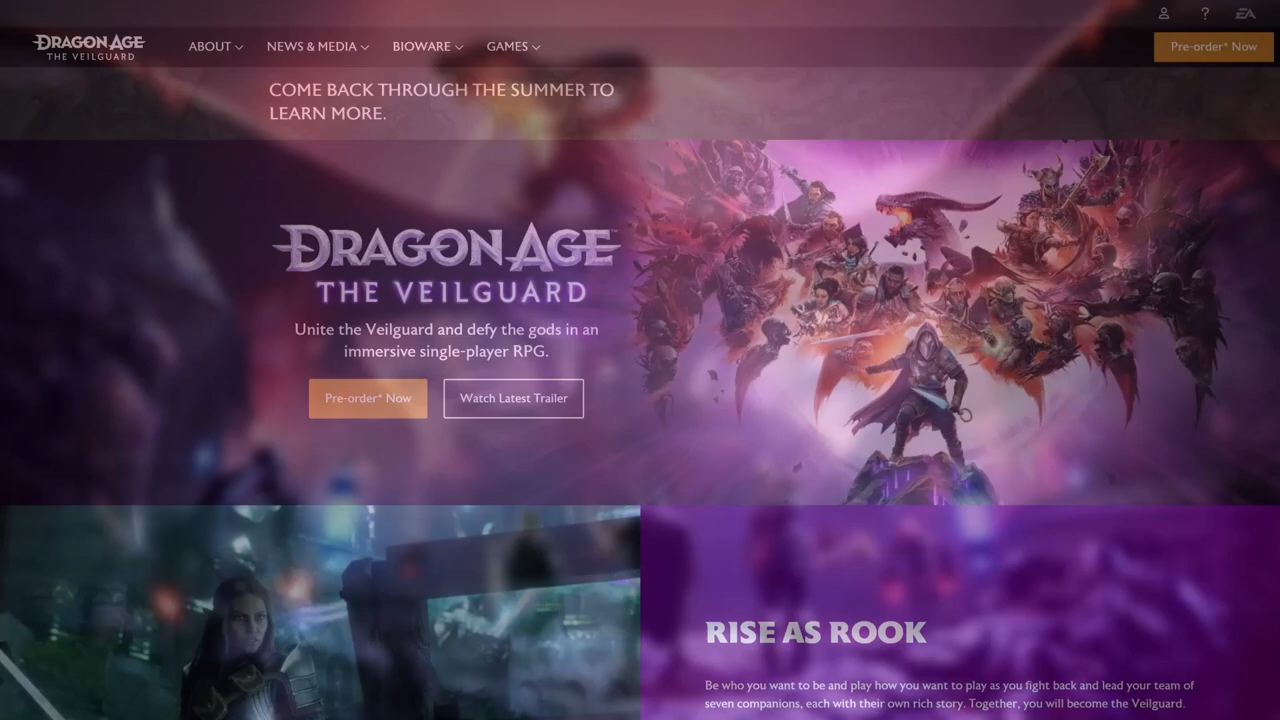 EA
DRAGON AGE
THE VEILGUARD
ABOUT
NEWS & MEDIA
BIOWARE
GAMES
Pre-order* Now
COME BACK THROUGH THE SUMMER TO
LEARN MORE.
DRAGON AGE™
THE VEILGUARD
Unite the Veilguard and defy the gods in an
immersive single-player RPG.
Pre-order* Now
Watch Latest Trailer
RISE AS ROOK
Be who you want to be and play how you want to play as you fight back and lead your team of
seven companions, each with their own rich story. Together, you will become the Veilguard.